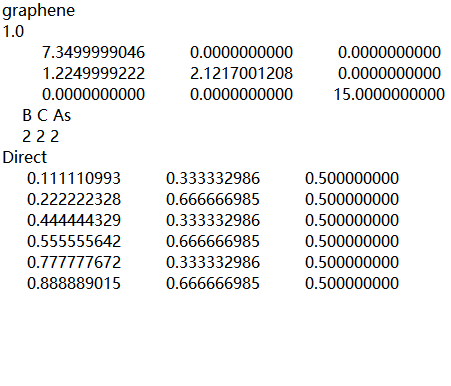 graphene
1.0
7.3499999046 0.0000000000 0.0000000000
1.2249999222 2.1217001208 0.0000000000
0.0000000000 0.0000000000 15.0000000000
B C As
2 2 2
Direct
0.111110993 0.333332986 0.500000000
0.222222328 0.666666985 0.500000000
0.444444329 0.333332986 0.500000000
0.555555642 0.666666985 0.500000000
0.777777672 0.333332986 0.500000000
0.888889015 0.666666985 0.500000000